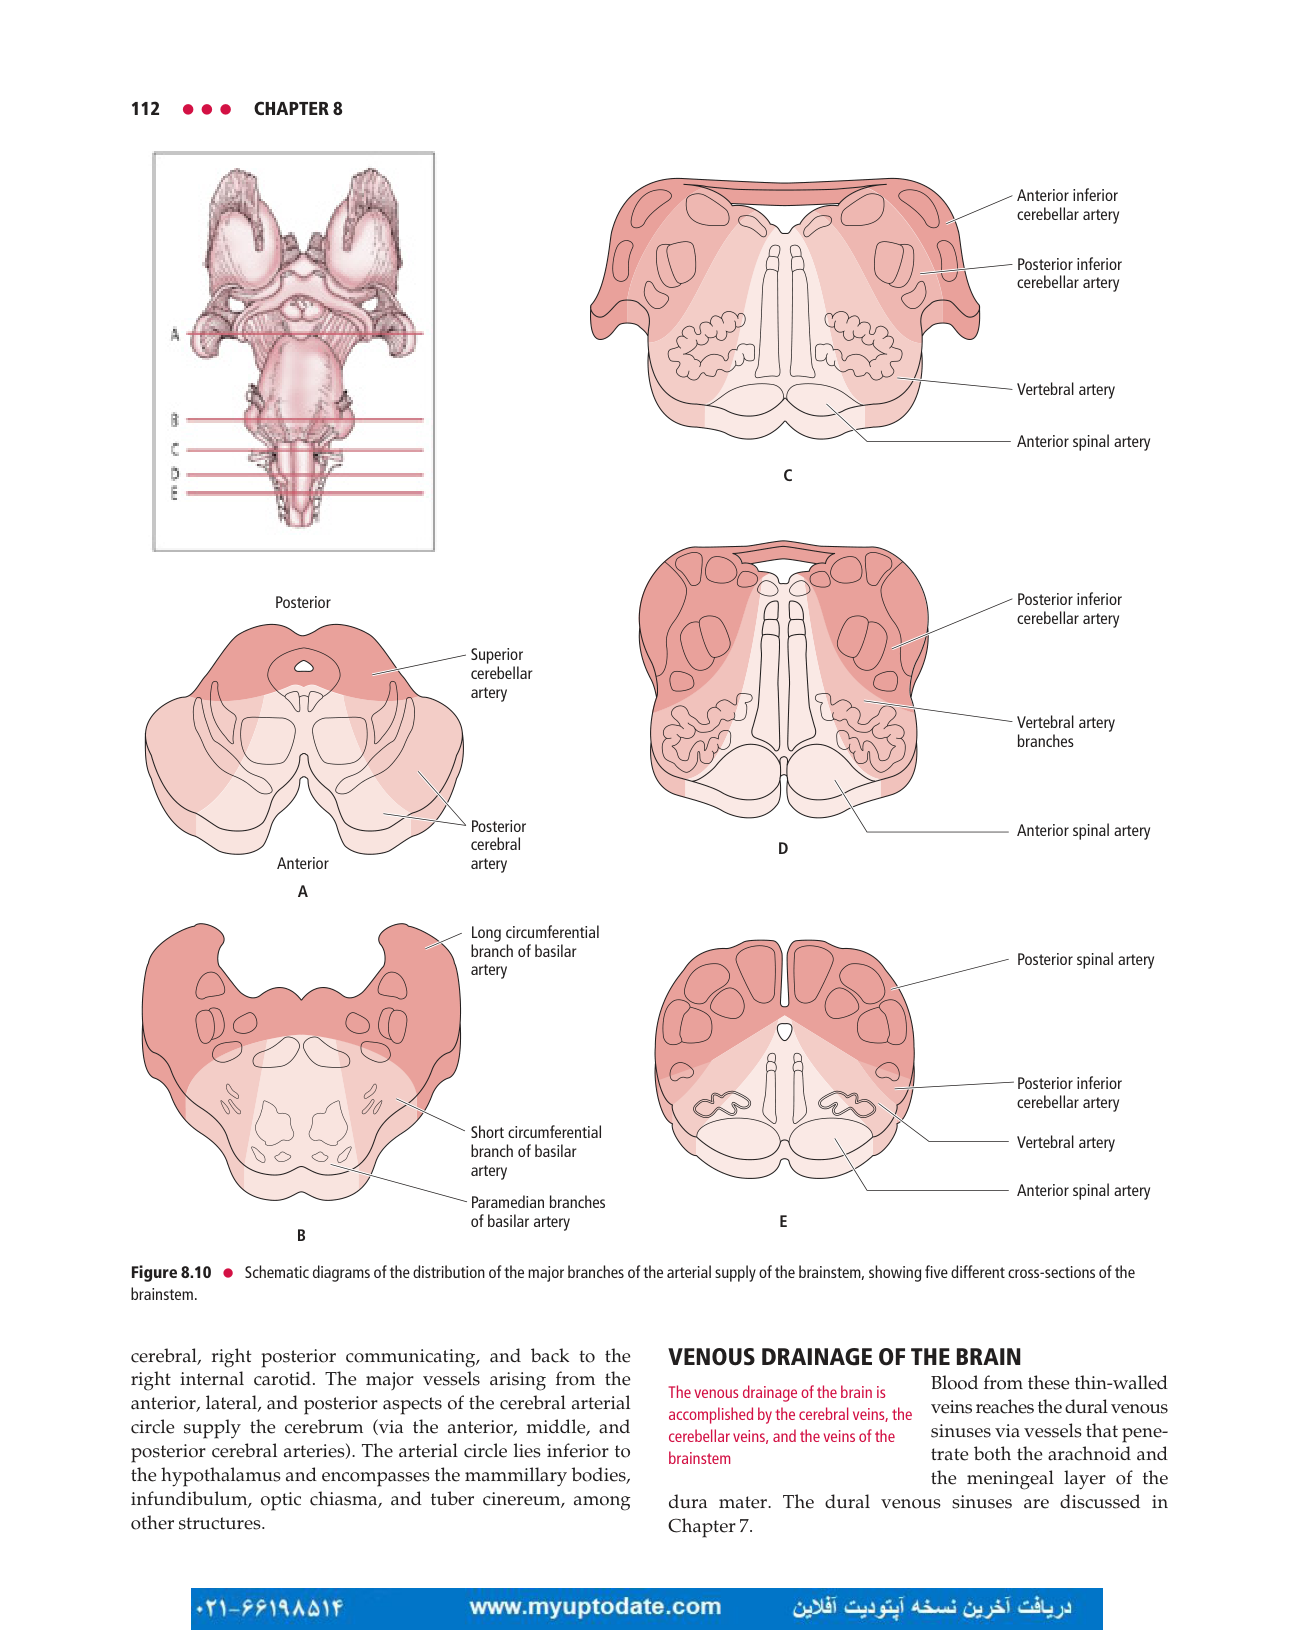 112 ● ● ● CHAPTER 8
A
B
C
D
E
Posterior
Superior
cerebellar
artery
Posterior
cerebral
artery
Anterior
A
Long circumferential
branch of basilar
artery
Short circumferential
branch of basilar
artery
Paramedian branches
of basilar artery
B
Anterior inferior
cerebellar artery
Posterior inferior
cerebellar artery
Vertebral artery
Anterior spinal artery
C
Posterior inferior
cerebellar artery
Vertebral artery
branches
Anterior spinal artery
D
Posterior spinal artery
Posterior inferior
cerebellar artery
Vertebral artery
Anterior spinal artery
E
Figure 8.10 ● Schematic diagrams of the distribution of the major branches of the arterial supply of the brainstem, showing five different cross-sections of the
brainstem.
cerebral, right posterior communicating, and back to the
right internal carotid. The major vessels arising from the
anterior, lateral, and posterior aspects of the cerebral arterial
circle supply the cerebrum (via the anterior, middle, and
posterior cerebral arteries). The arterial circle lies inferior to
the hypothalamus and encompasses the mammillary bodies,
infundibulum, optic chiasma, and tuber cinereum, among
other structures.
VENOUS DRAINAGE OF THE BRAIN
The venous drainage of the brain is
accomplished by the cerebral veins, the
cerebellar veins, and the veins of the
brainstem
Blood from these thin-walled
veins reaches the dural venous
sinuses via vessels that pene-
trate both the arachnoid and
the meningeal layer of the
dura mater. The dural venous sinuses are discussed in
Chapter 7.
۰۲۱-۶۶۱۹۸۵۱۴ www.myuptodate.com دریافت آخرین نسخه آپتودیت آفلاین